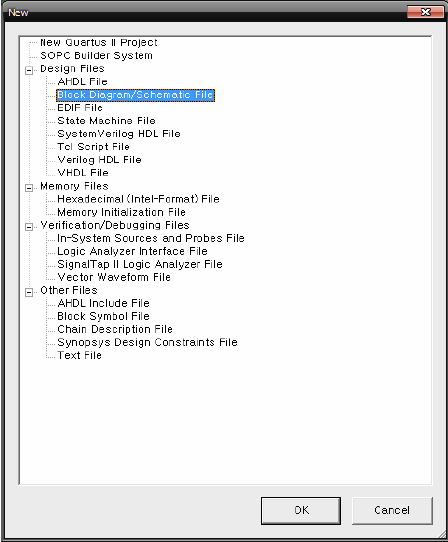 New
New Quartus II Project
SOPC Builder System
Design Files
AHDL File
Block Diagram/Schematic File
EDIF File
State Machine File
SystemVerilog HDL File
Tcl Script File
Verilog HDL File
VHDL File
Memory Files
Hexadecimal (Intel-Format) File
Memory Initialization File
Verification/Debugging Files
In-System Sources and Probes File
Logic Analyzer Interface File
SignalTap II Logic Analyzer File
Vector Waveform File
Other Files
AHDL Include File
Block Symbol File
Chain Description File
Synopsys Design Constraints File
Text File
OK Cancel